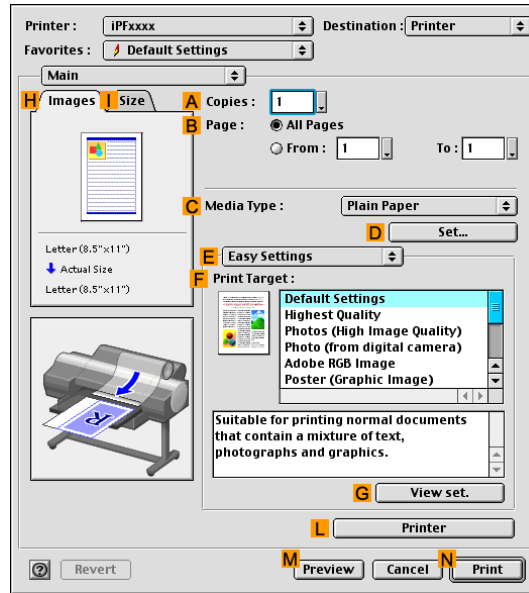 Printer : iPFxxxx Destination : Printer
Favorites : Default Settings
Main
H Images I Size
A Copies : 1
B Page : All Pages
From : 1 To : 1
C Media Type : Plain Paper
D Set...
Letter (8.5"x11")
Actual Size
Letter (8.5"x11")
E Easy Settings
F Print Target :
Default Settings
Highest Quality
Photos (High Image Quality)
Photo (from digital camera)
Adobe RGB Image
Poster (Graphic Image)
R
Suitable for printing normal documents
that contain a mixture of text,
photographs and graphics.
G View set.
L Printer
? Revert M Preview Cancel N Print